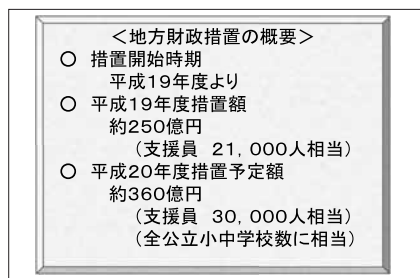 ＜地方財政措置の概要＞
○ 措置開始時期
平成19年度より
○ 平成19年度措置額
約250億円
（支援員 21，000人相当）
○ 平成20年度措置予定額
約360億円
（支援員 30，000人相当）
（全公立小中学校数に相当）